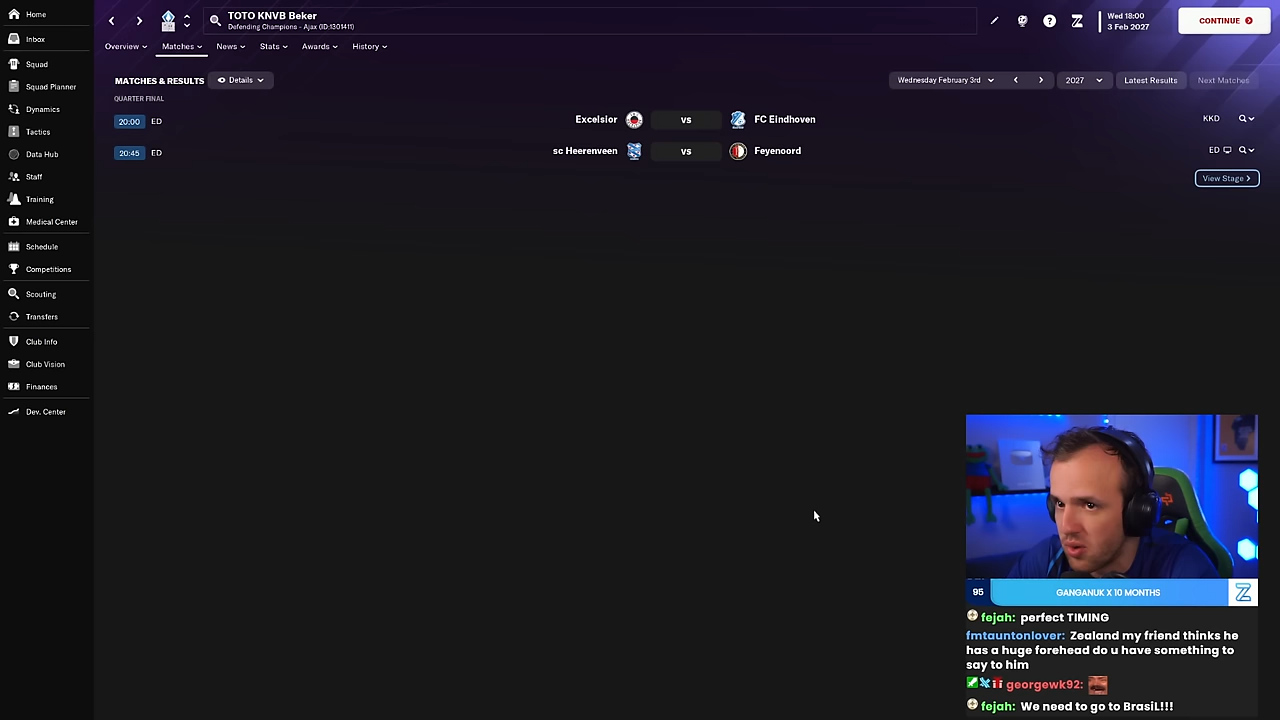 Home
Inbox
Squad
Squad Planner
Dynamics
Tactics
Data Hub
Staff
Training
Medical Center
Schedule
Competitions
Scouting
Transfers
Club Info
Club Vision
Finances
Dev. Center
TOTO KNVB Beker
Defending Champions - Ajax (ID:1301411)
Wed 18:00
3 Feb 2027
CONTINUE
Overview Matches News Stats Awards History
MATCHES & RESULTS Details
Wednesday February 3rd 2027 Latest Results Next Matches
QUARTER FINAL
20:00 ED Excelsior vs FC Eindhoven KKD
20:45 ED sc Heerenveen vs Feyenoord ED
View Stage
95 GANGANUK X 10 MONTHS Z
fejah: perfect TIMING
fmtauntonlover: Zealand my friend thinks he
has a huge forehead do u have something to
say to him
georgewk92:
fejah: We need to go to BrasiL!!!